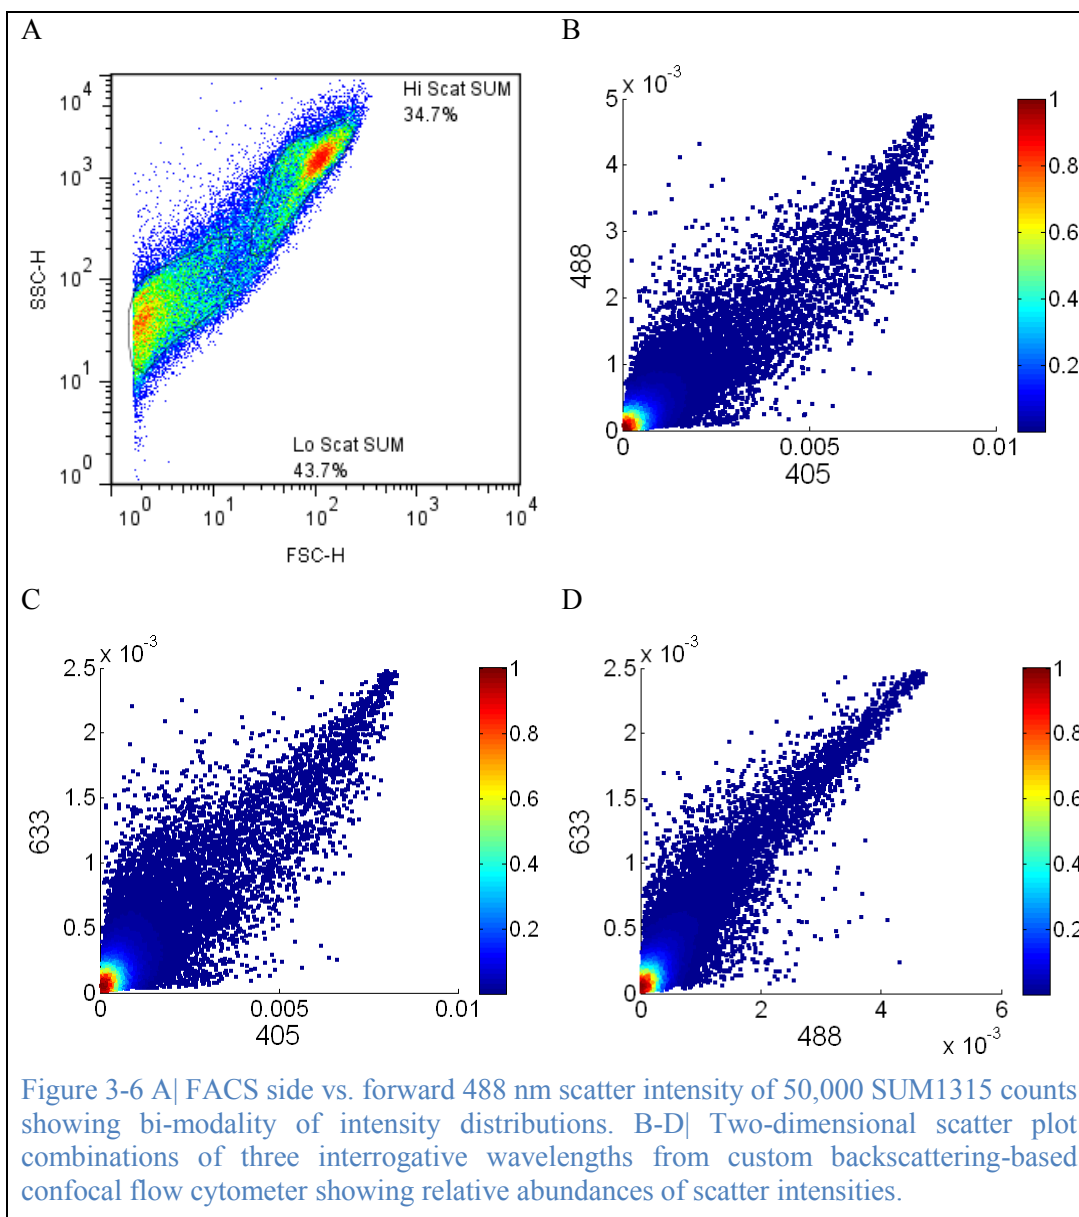 A
B
10^4
10^3
10^2
10^1
10^0
SSC-H
Hi Scat SUM
34.7%
Lo Scat SUM
43.7%
10^0 10^1 10^2 10^3 10^4
FSC-H
x 10^-3
5
4
3
2
1
0
488
0 0.005 0.01
405
1
0.8
0.6
0.4
0.2
C
D
x 10^-3
2.5
2
1.5
1
0.5
0
633
0 0.005 0.01
405
1
0.8
0.6
0.4
0.2
x 10^-3
2.5
2
1.5
1
0.5
0
633
0 2 4 6
488
x 10^-3
1
0.8
0.6
0.4
0.2
Figure 3-6 A| FACS side vs. forward 488 nm scatter intensity of 50,000 SUM1315 counts
showing bi-modality of intensity distributions. B-D| Two-dimensional scatter plot
combinations of three interrogative wavelengths from custom backscattering-based
confocal flow cytometer showing relative abundances of scatter intensities.